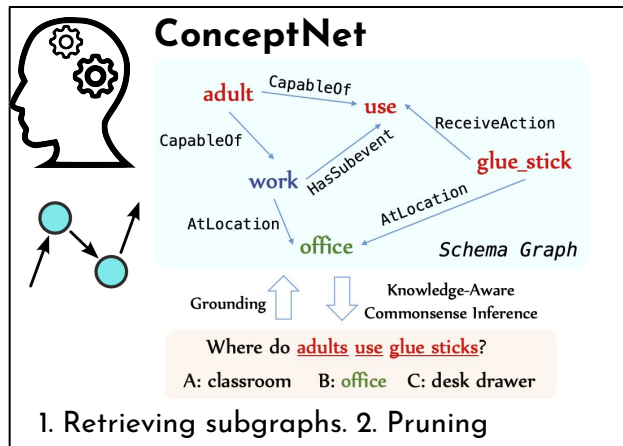 ConceptNet
CapableOf
adult
use
CapableOf
ReceiveAction
HasSubevent
glue_stick
work
AtLocation
AtLocation
office
Schema Graph
Grounding
Knowledge-Aware
Commonsense Inference
Where do adults use glue sticks?
A: classroom B: office C: desk drawer
1. Retrieving subgraphs. 2. Pruning